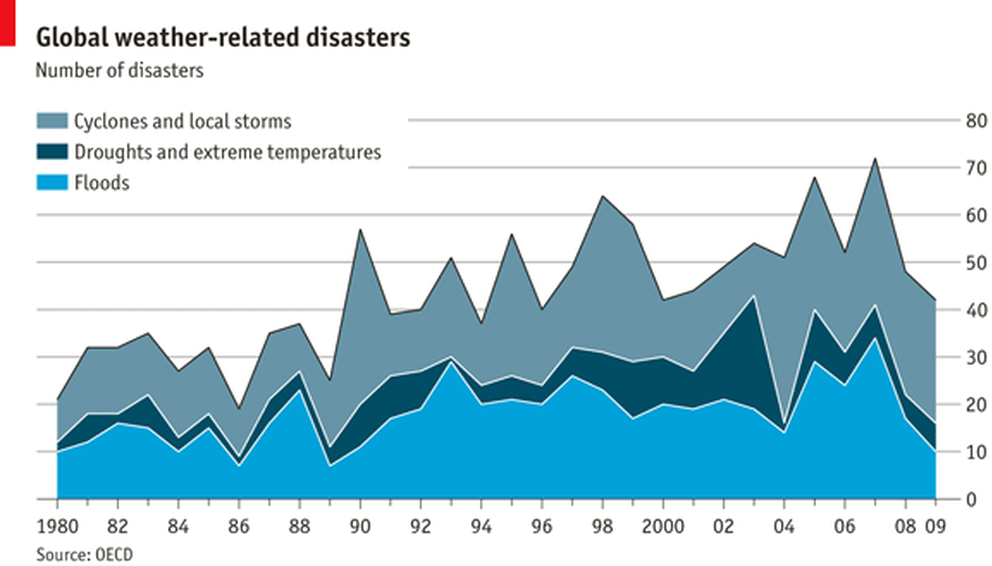 Global weather-related disasters
Number of disasters
Cyclones and local storms
Droughts and extreme temperatures
Floods
80
70
60
50
40
30
20
10
0
1980 82 84 86 88 90 92 94 96 98 2000 02 04 06 08 09
Source: OECD